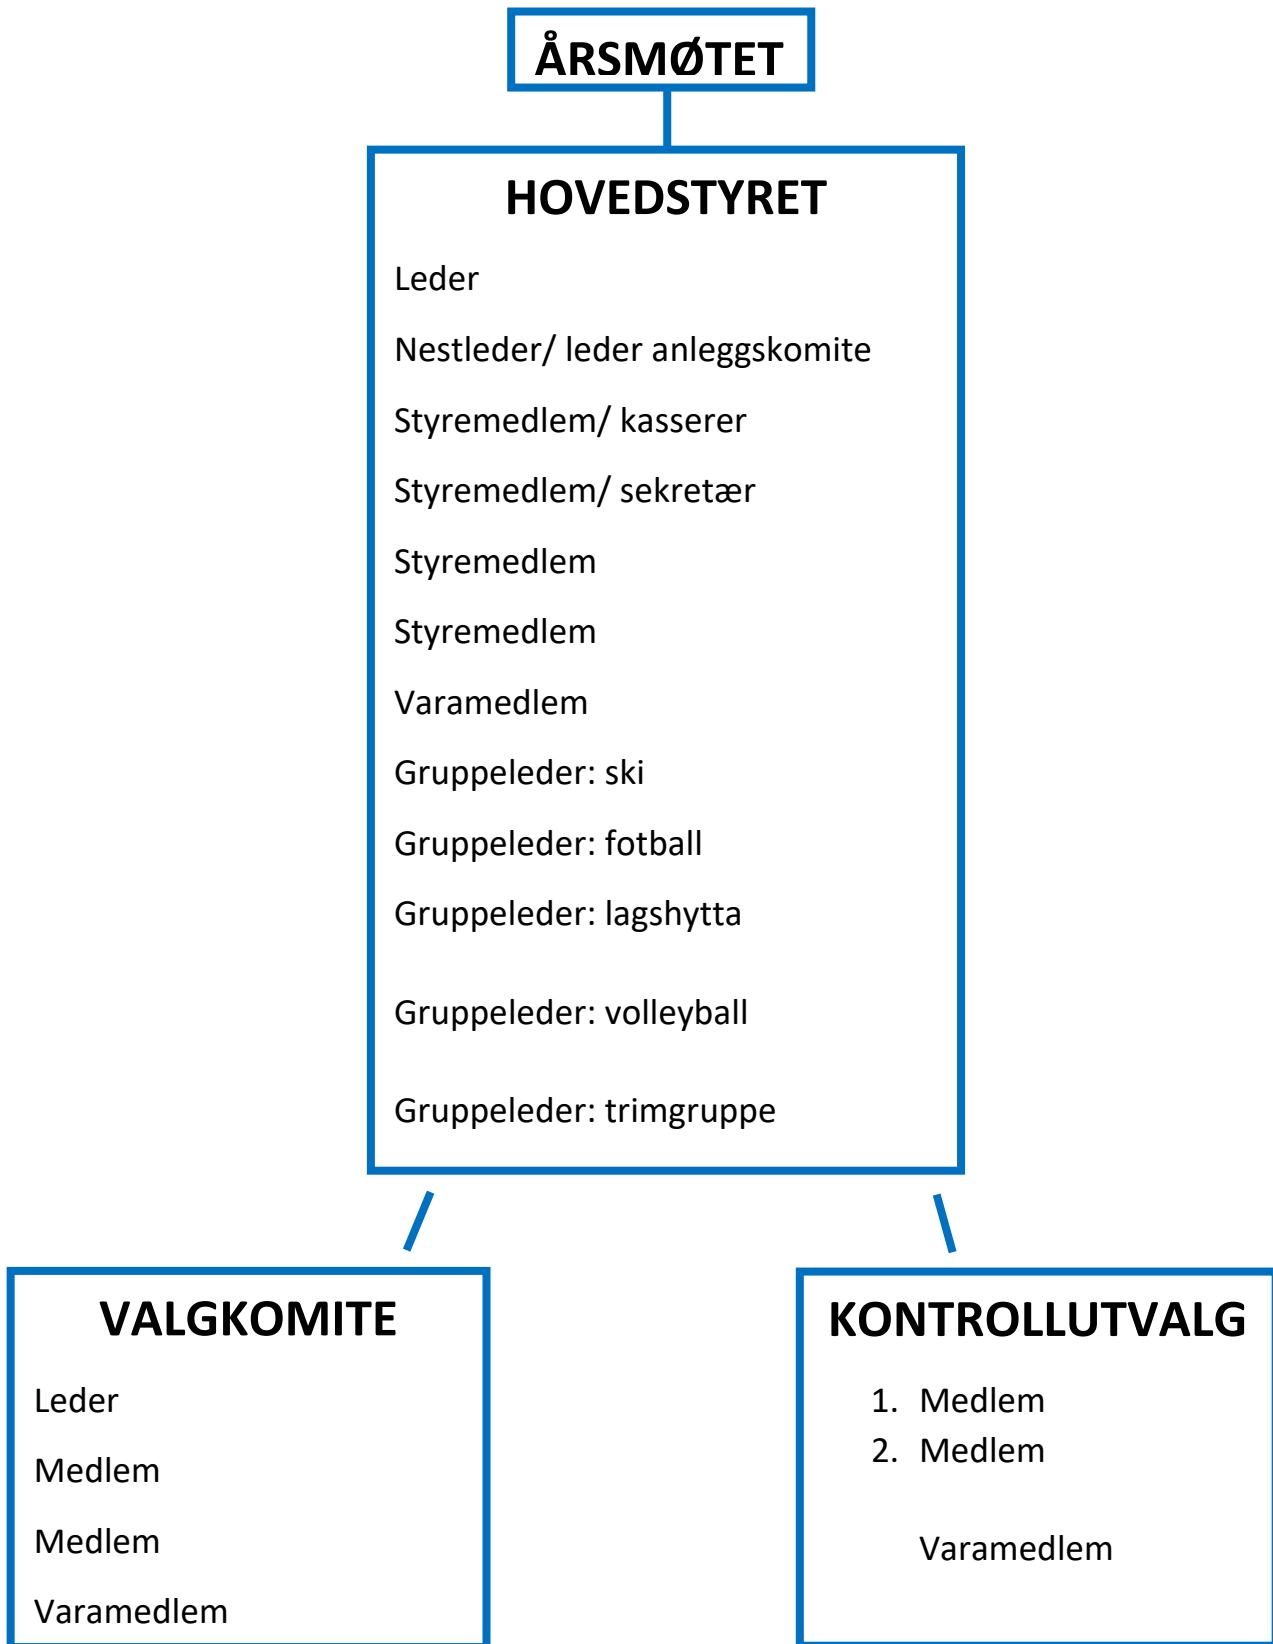 ÅRSMØTET
HOVEDSTYRET
Leder
Nestleder/ leder anleggskomite
Styremedlem/ kasserer
Styremedlem/ sekretær
Styremedlem
Styremedlem
Varamedlem
Gruppeleder: ski
Gruppeleder: fotball
Gruppeleder: lagshytta
Gruppeleder: volleyball
Gruppeleder: trimgruppe
VALGKOMITE
Leder
Medlem
Medlem
Varamedlem
KONTROLLUTVALG
1. Medlem
2. Medlem
Varamedlem